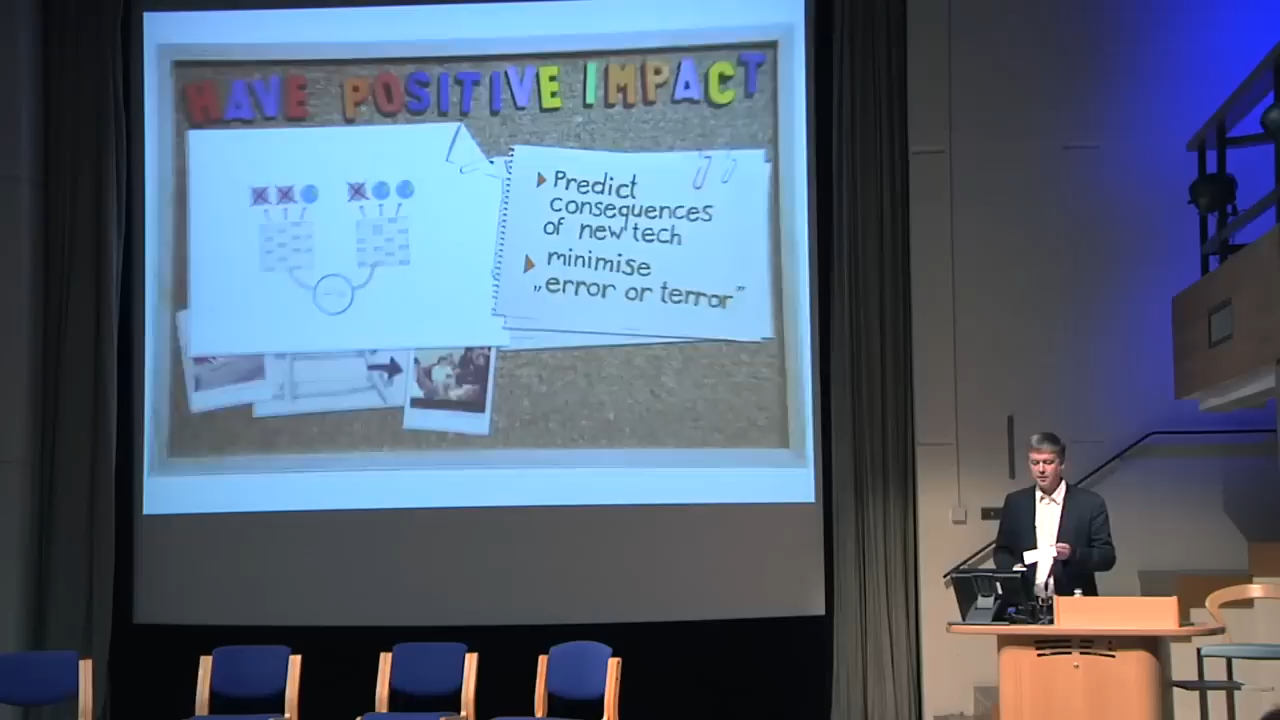 HAVE POSITIVE IMPACT
Predict
consequences
of new tech
minimise
„error or terror”